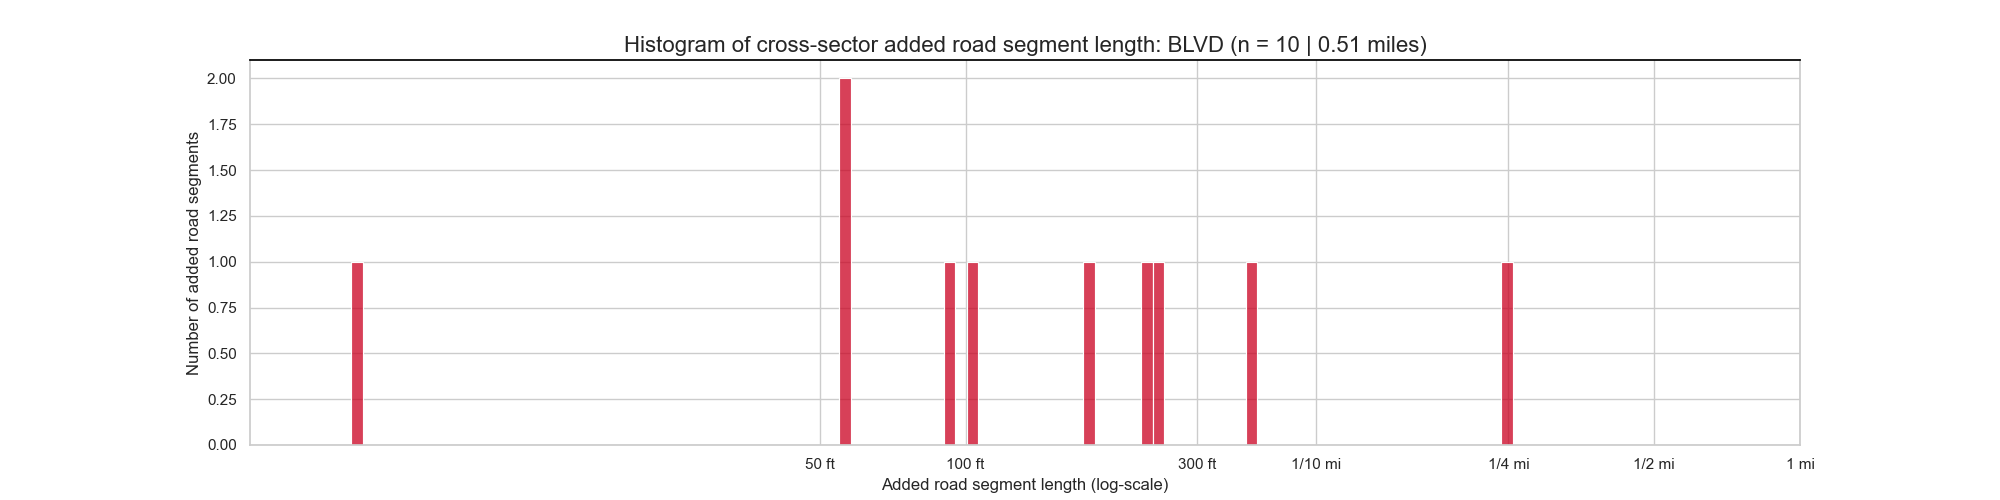 Histogram of cross-sector added road segment length: BLVD (n = 10 | 0.51 miles)
Number of added road segments
2.00
1.75
1.50
1.25
1.00
0.75
0.50
0.25
0.00
50 ft 100 ft 300 ft 1/10 mi 1/4 mi 1/2 mi 1 mi
Added road segment length (log-scale)